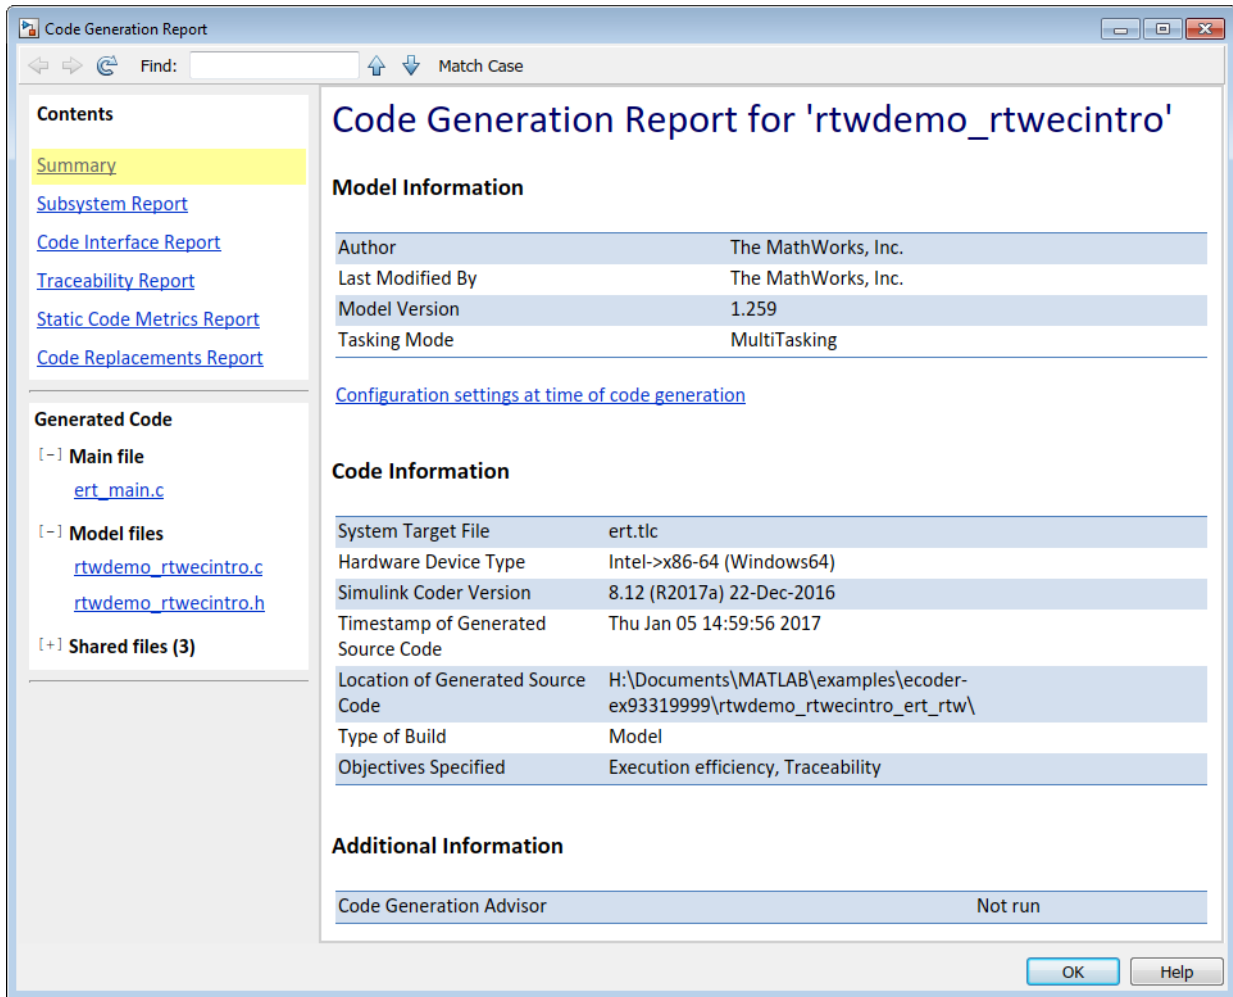 Code Generation Report
Find:
Match Case
Contents
Summary
Subsystem Report
Code Interface Report
Traceability Report
Static Code Metrics Report
Code Replacements Report
Generated Code
[-] Main file
ert_main.c
[-] Model files
rtwdemo_rtwecintro.c
rtwdemo_rtwecintro.h
[+] Shared files (3)
Code Generation Report for 'rtwdemo_rtwecintro'
Model Information
Author The MathWorks, Inc.
Last Modified By The MathWorks, Inc.
Model Version 1.259
Tasking Mode MultiTasking
Configuration settings at time of code generation
Code Information
System Target File ert.tlc
Hardware Device Type Intel->x86-64 (Windows64)
Simulink Coder Version 8.12 (R2017a) 22-Dec-2016
Timestamp of Generated Thu Jan 05 14:59:56 2017
Source Code
Location of Generated Source H:\Documents\MATLAB\examples\ecoder-
Code ex93319999\rtwdemo_rtwecintro_ert_rtw\
Type of Build Model
Objectives Specified Execution efficiency, Traceability
Additional Information
Code Generation Advisor Not run
OK
Help